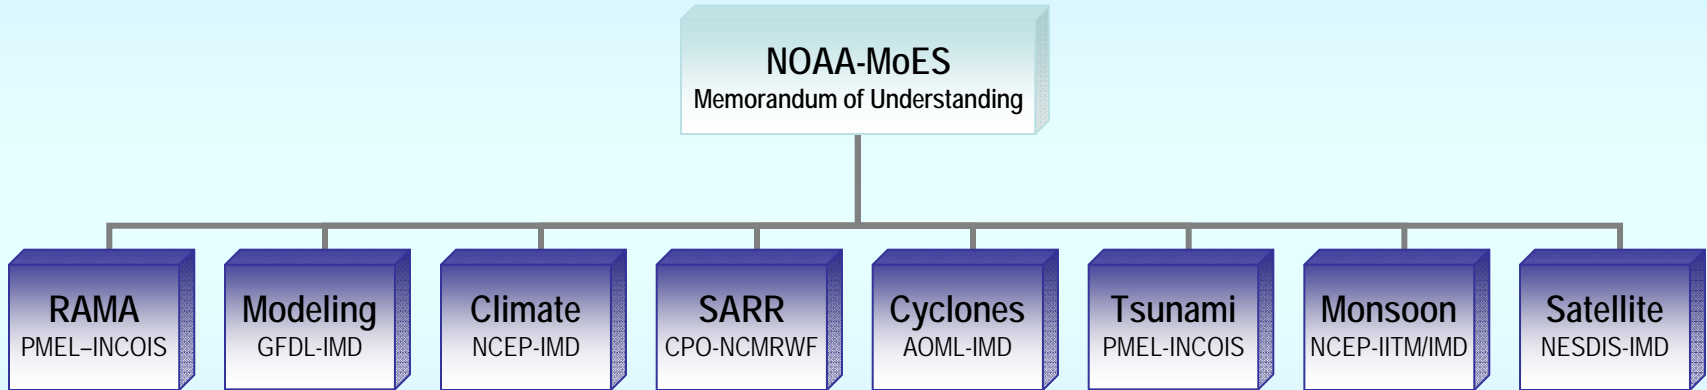 NOAA-MoES
Memorandum of Understanding
RAMA
PMEL–INCOIS
Modeling
GFDL-IMD
Climate
NCEP-IMD
SARR
CPO-NCMRWF
Cyclones
AOML-IMD
Tsunami
PMEL-INCOIS
Monsoon
NCEP-IITM/IMD
Satellite
NESDIS-IMD